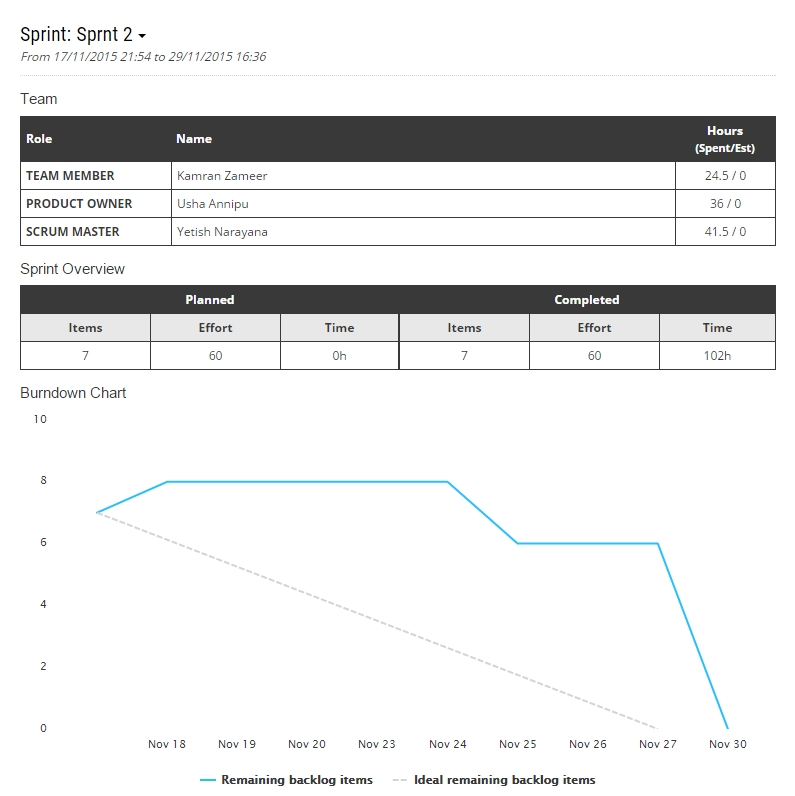 Sprint: Sprnt 2
From 17/11/2015 21:54 to 29/11/2015 16:36
Team
Role Name Hours
(Spent/Est)
TEAM MEMBER Kamran Zameer 24.5 / 0
PRODUCT OWNER Usha Annipu 36 / 0
SCRUM MASTER Yetish Narayana 41.5 / 0
Sprint Overview
Planned Completed
Items Effort Time Items Effort Time
7 60 0h 7 60 102h
Burndown Chart
10
8
6
4
2
0
Nov 18 Nov 19 Nov 20 Nov 23 Nov 24 Nov 25 Nov 26 Nov 27 Nov 30
Remaining backlog items Ideal remaining backlog items